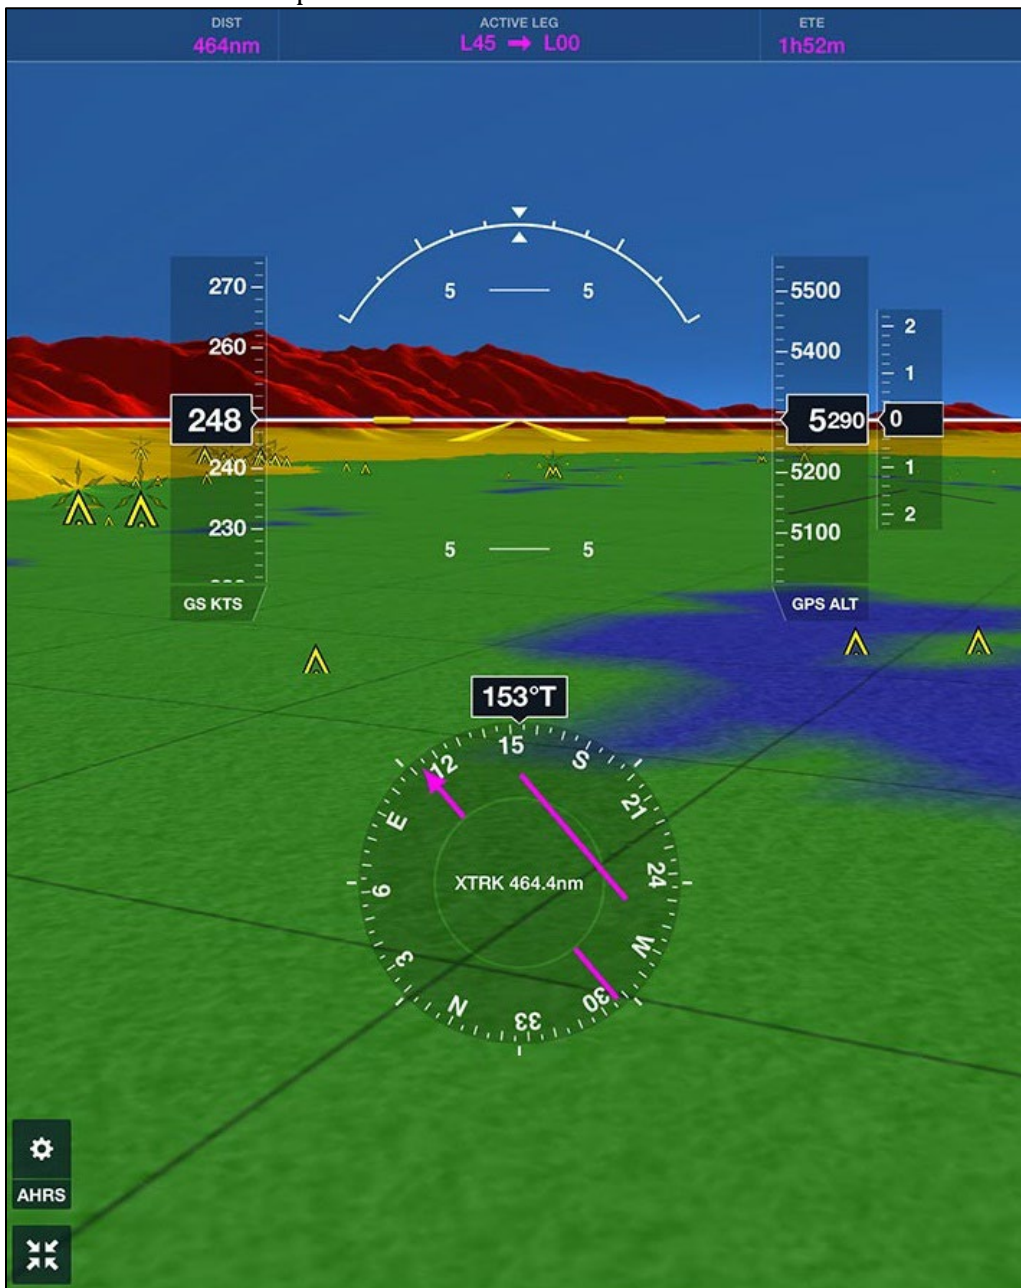 DIST
464nm
ACTIVE LEG
L45 ➞ L00
ETE
1h52m
5 5
270
260
248
240
230
GS KTS
5500
5400
5290
5200
5100
GPS ALT
2
1
0
1
2
5 5
153°T
15
S
21
24
W
30
33
N
3
6
E
12
XTRK 464.4nm
AHRS